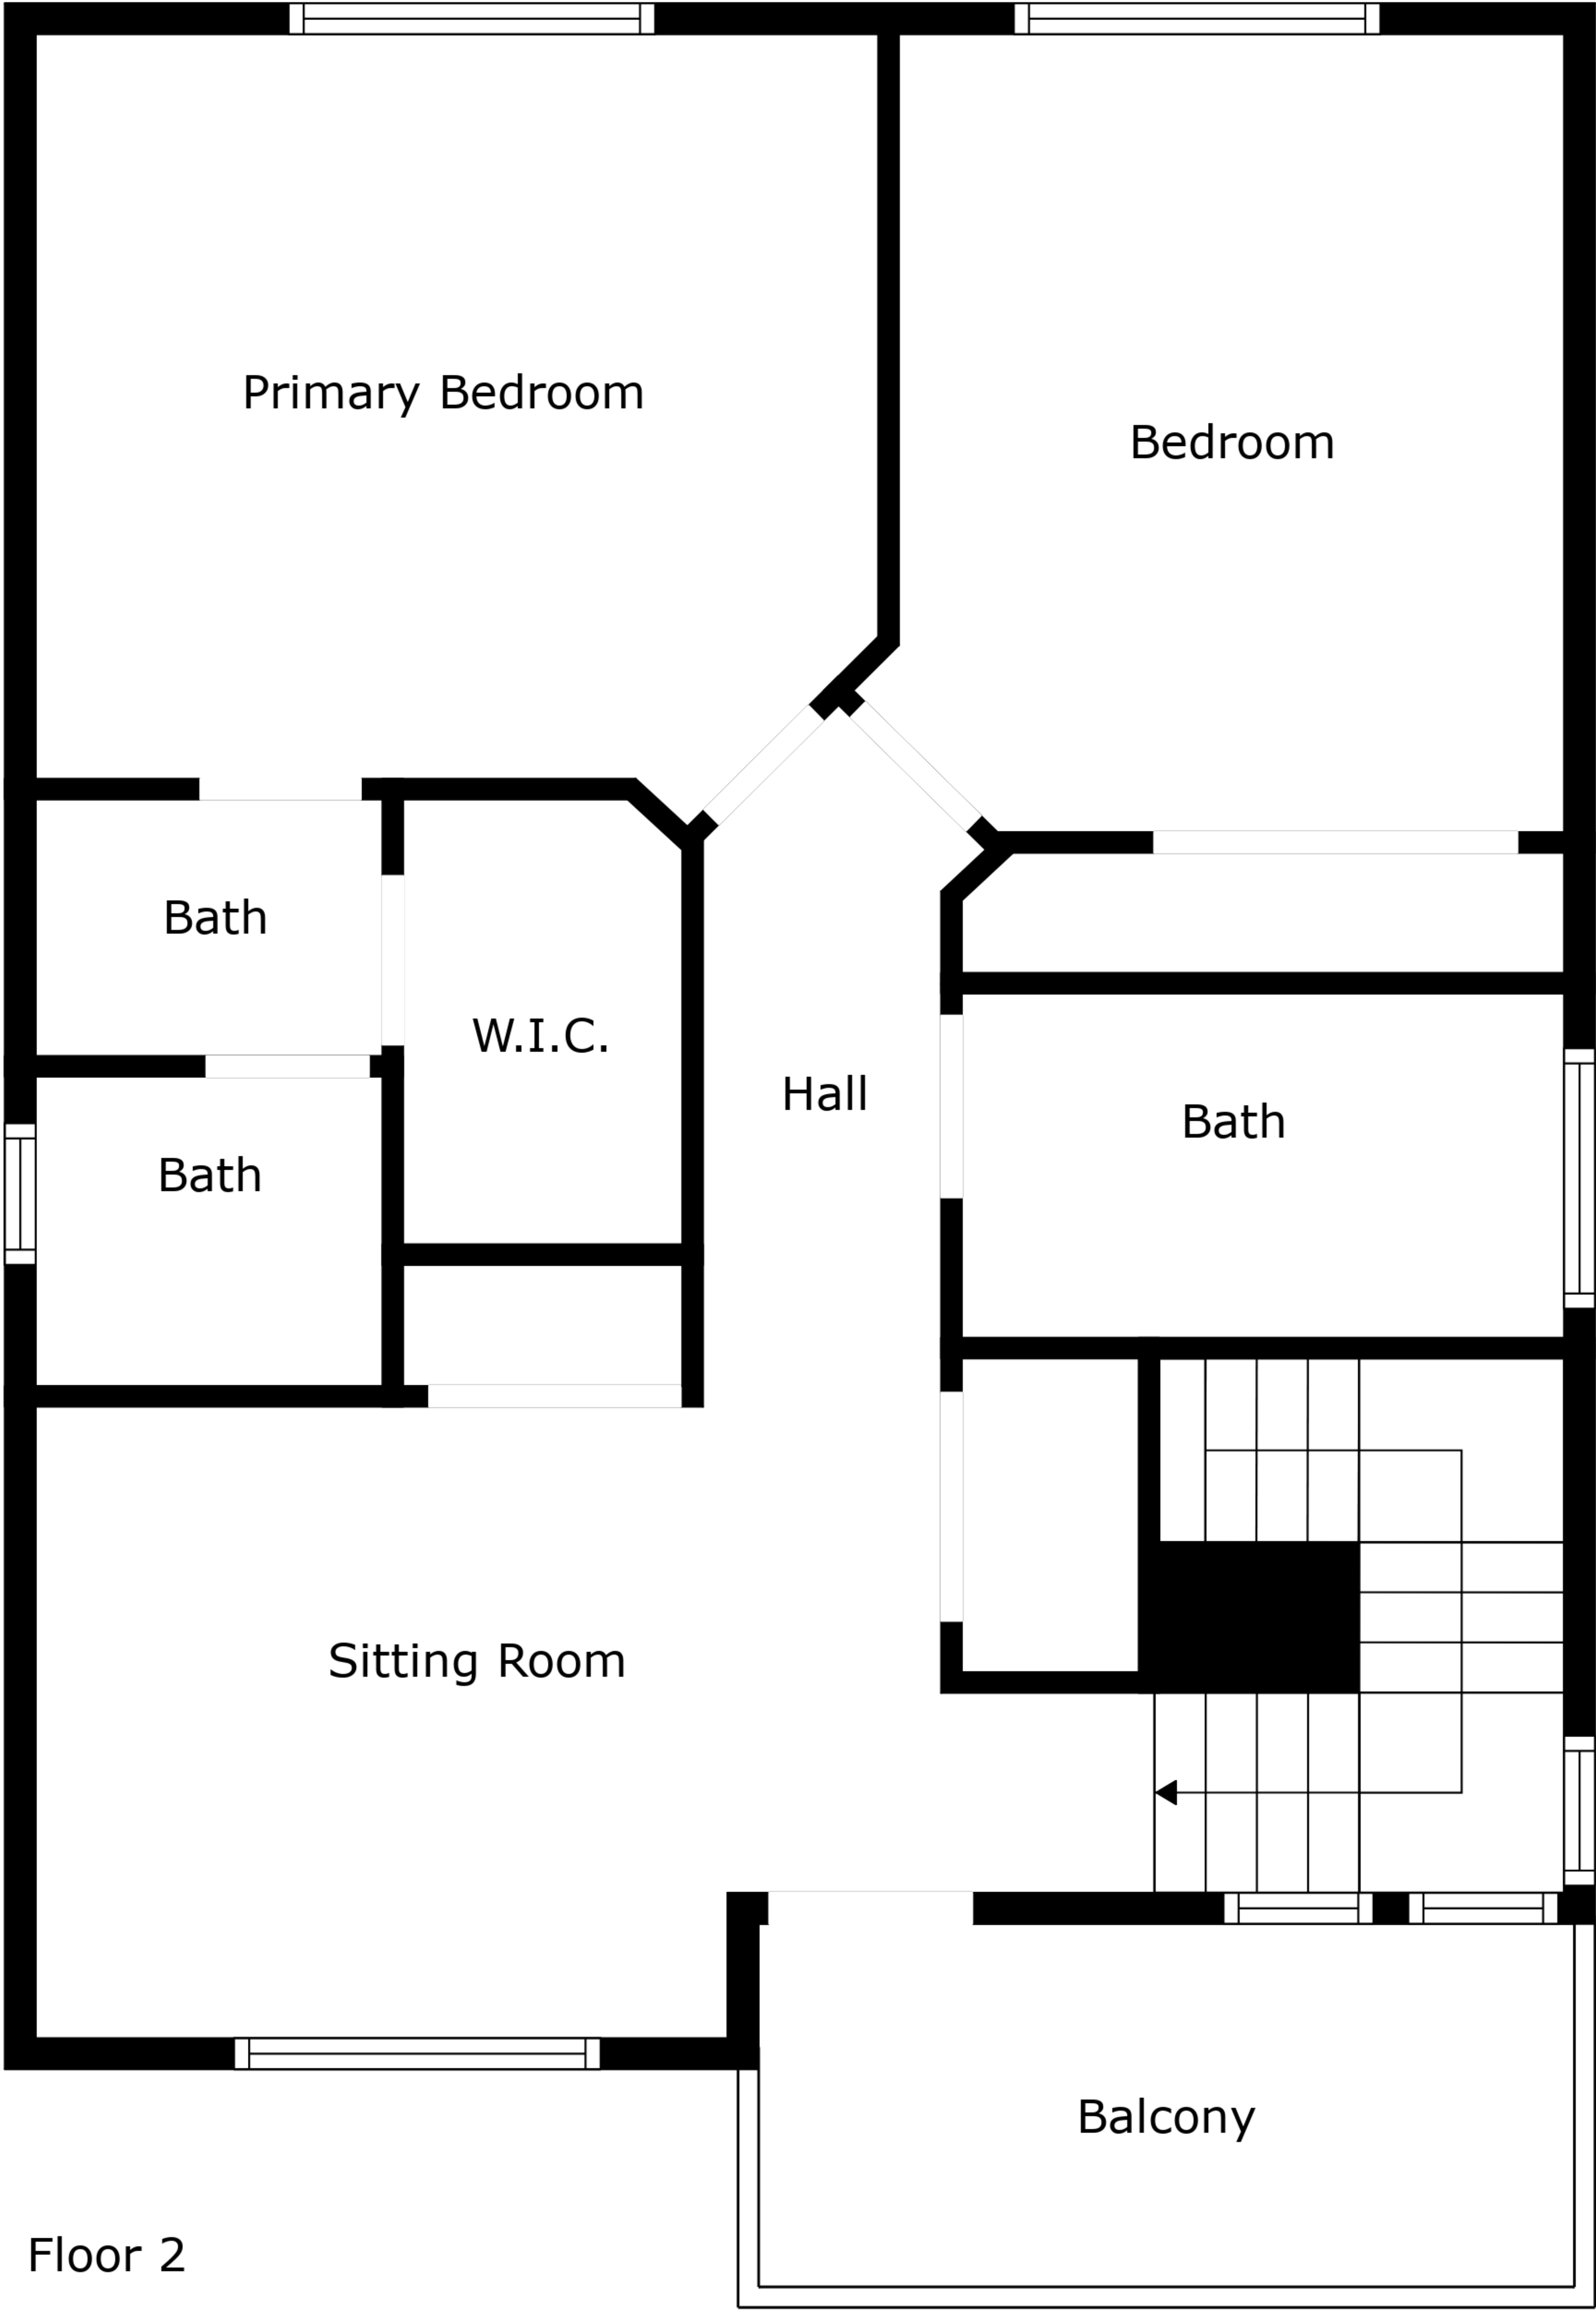 Primary Bedroom
Bedroom
Bath
W.I.C.
Hall
Bath
Bath
Sitting Room
Balcony
Floor 2